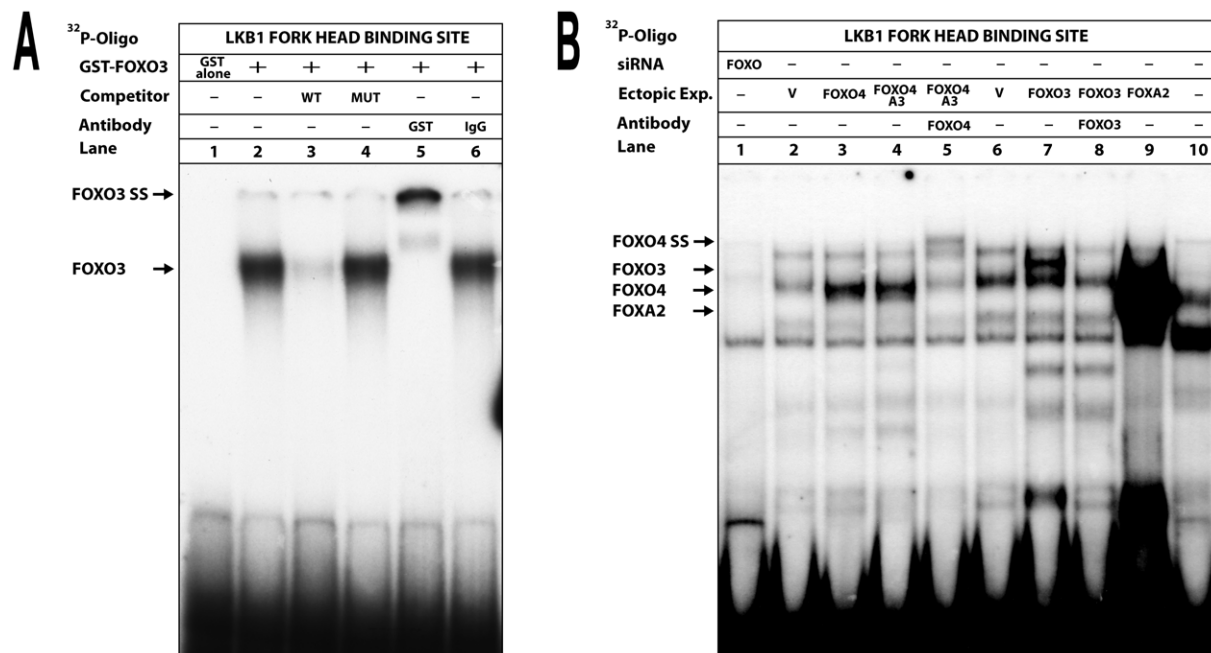 A
32P-Oligo LKB1 FORK HEAD BINDING SITE
GST-FOXO3 GST alone + + + + +
Competitor – – WT MUT – –
Antibody – – – – GST IgG
Lane 1 2 3 4 5 6
FOXO3 SS →
FOXO3 →
B
32P-Oligo LKB1 FORK HEAD BINDING SITE
siRNA FOXO – – – – – – – – –
Ectopic Exp. – V FOXO4 FOXO4 A3 FOXO4 A3 V FOXO3 FOXO3 FOXA2 –
Antibody – – – – FOXO4 – – FOXO3 – –
Lane 1 2 3 4 5 6 7 8 9 10
FOXO4 SS →
FOXO3 →
FOXO4 →
FOXA2 →